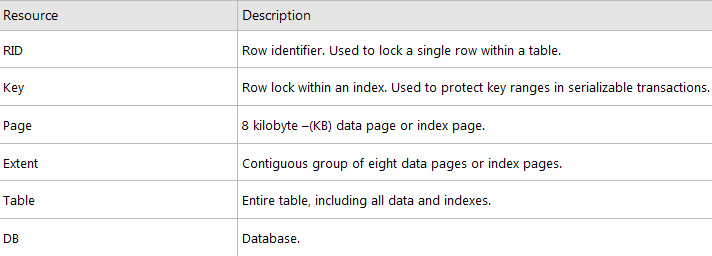 Resource Description
RID Row identifier. Used to lock a single row within a table.
Key Row lock within an index. Used to protect key ranges in serializable transactions.
Page 8 kilobyte –(KB) data page or index page.
Extent Contiguous group of eight data pages or index pages.
Table Entire table, including all data and indexes.
DB Database.